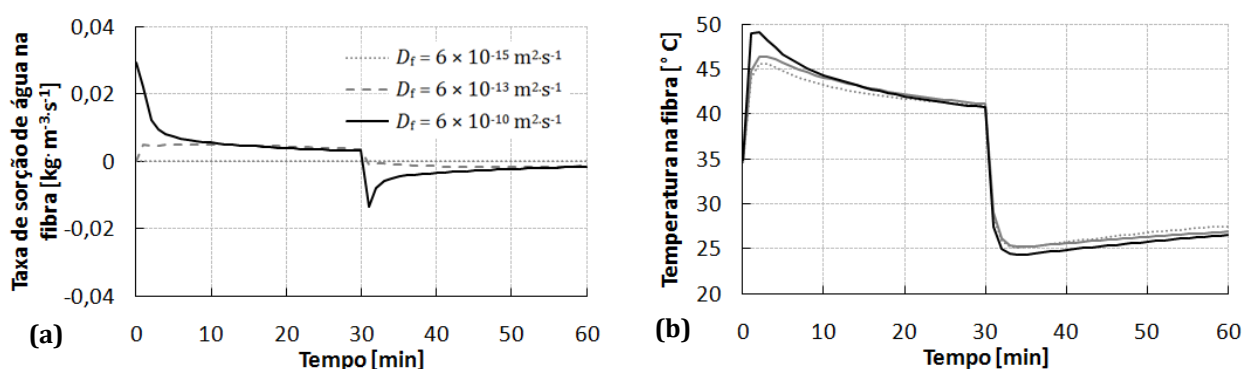 Taxa de sorção de água na
fibra [kg· m⁻³·s⁻¹]
0,04
0,02
0
-0,02
-0,04
D_f = 6 × 10⁻¹⁵ m²·s⁻¹
D_f = 6 × 10⁻¹³ m²·s⁻¹
D_f = 6 × 10⁻¹⁰ m²·s⁻¹
0 10 20 30 40 50 60
Tempo [min]
(a)
Temperatura na fibra [° C]
50
45
40
35
30
25
20
0 10 20 30 40 50 60
Tempo [min]
(b)